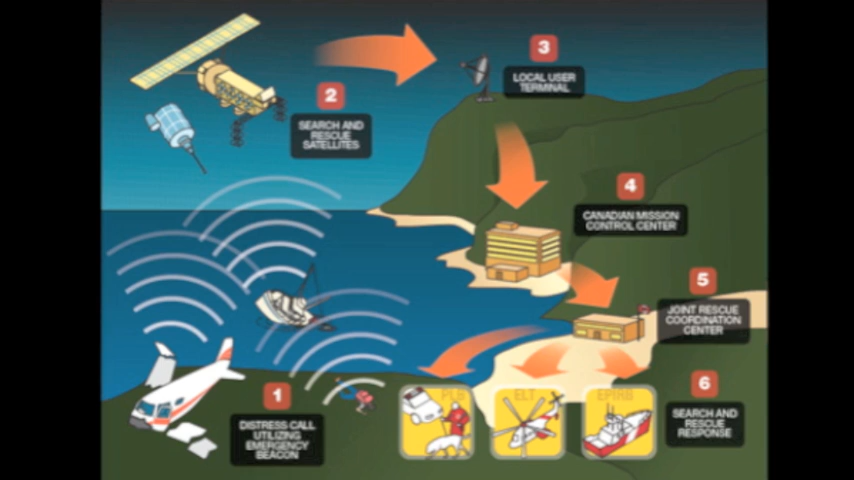 1
DISTRESS CALL
UTILIZING
EMERGENCY
BEACON
2
SEARCH AND
RESCUE
SATELLITES
3
LOCAL USER
TERMINAL
4
CANADIAN MISSION
CONTROL CENTER
5
JOINT RESCUE
COORDINATION
CENTER
6
SEARCH AND
RESCUE
RESPONSE
PLB
ELT
EPIRB